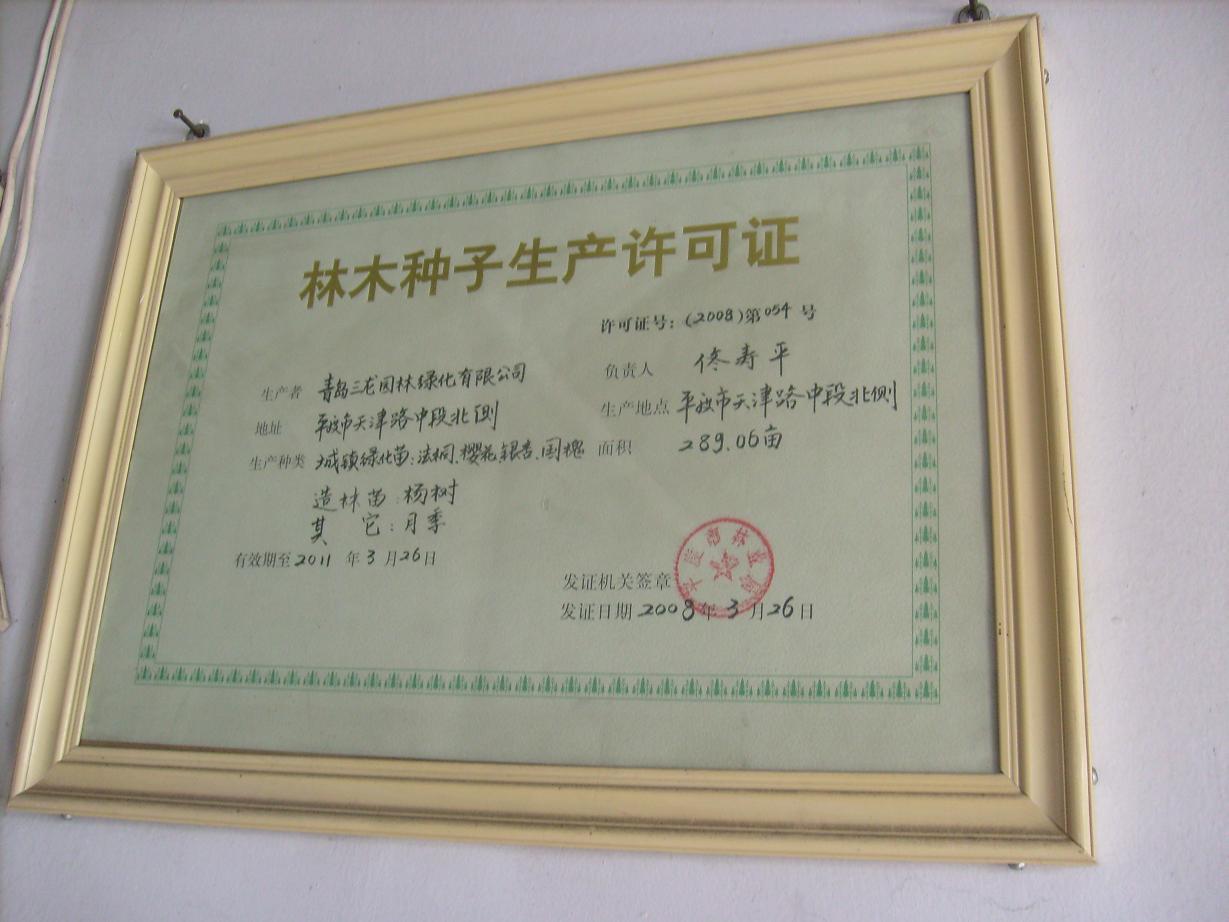 林木种子生产许可证
许可证号：(2008)第054号
生产者 青岛三龙园林绿化有限公司
负责人 佟寿平
地址 平度市天津路中段北侧
生产地点 平度市天津路中段北侧
生产种类 城镇绿化苗：法桐、樱花、银杏、国槐
面积 289.06亩
造林苗：杨树
其它：月季
有效期至2011年3月26日
发证机关签章
平度市林业局
发证日期2008年3月26日